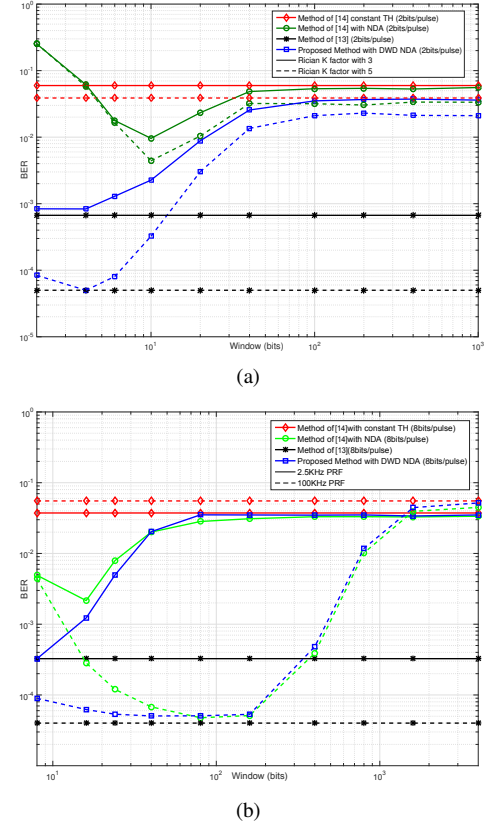 10^0
Method of [14] constant TH (2bits/pulse)
Method of [14] with NDA (2bits/pulse)
Method of [13] (2bits/pulse)
Proposed Method with DWD NDA (2bits/pulse)
Rician K factor with 3
Rician K factor with 5
10^-1
10^-2
BER
10^-3
10^-4
10^-5
10^1
Window (bits)
10^2
10^3
(a)
10^0
Method of [14]with constant TH (8bits/pulse)
Method of [14]with NDA (8bits/pulse)
Method of [13](8bits/pulse)
Proposed Method with DWD NDA (8bits/pulse)
2.5KHz PRF
100KHz PRF
10^-1
10^-2
BER
10^-3
10^-4
10^1
Window (bits)
10^2
10^3
(b)